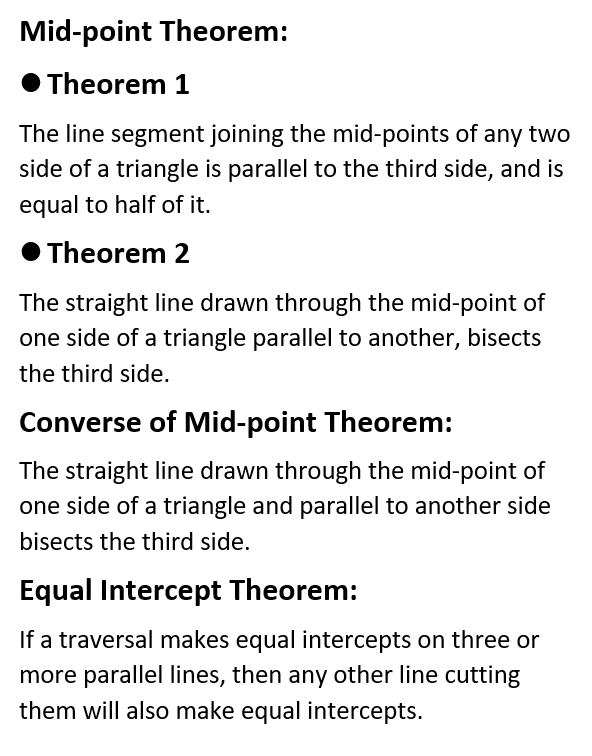 Mid-point Theorem:
● Theorem 1
The line segment joining the mid-points of any two
side of a triangle is parallel to the third side, and is
equal to half of it.
● Theorem 2
The straight line drawn through the mid-point of
one side of a triangle parallel to another, bisects
the third side.
Converse of Mid-point Theorem:
The straight line drawn through the mid-point of
one side of a triangle and parallel to another side
bisects the third side.
Equal Intercept Theorem:
If a traversal makes equal intercepts on three or
more parallel lines, then any other line cutting
them will also make equal intercepts.